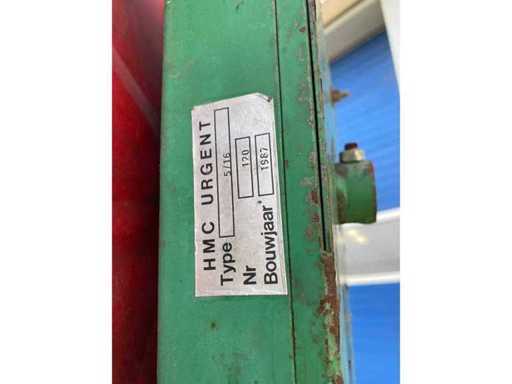 HMC URGENT
Type 5/16
Nr 120
Bouwjaar 1987